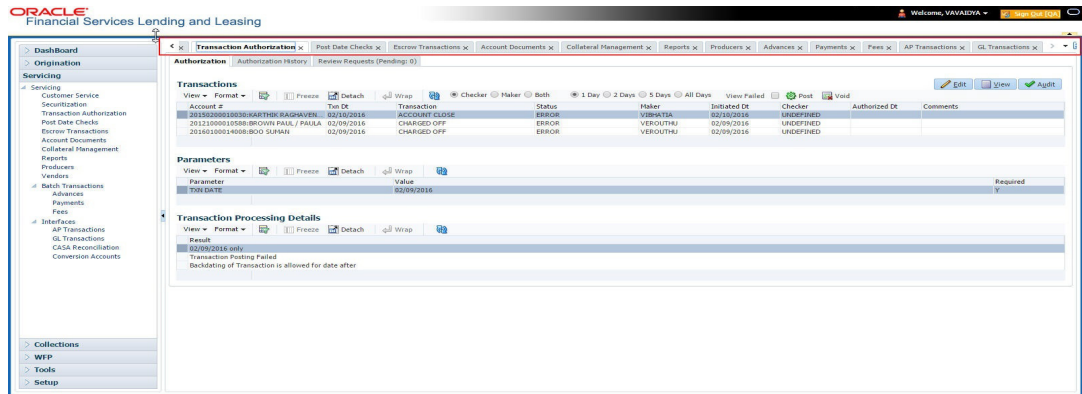 ORACLE
Financial Services Lending and Leasing
Welcome, VAVAIDYA
Sign Out [QA]
DashBoard
Origination
Servicing
Servicing
Customer Service
Securitization
Transaction Authorization
Post Date Checks
Escrow Transactions
Account Documents
Collateral Management
Reports
Producers
Vendors
Batch Transactions
Advances
Payments
Fees
Interfaces
AP Transactions
GL Transactions
CASA Reconciliation
Conversion Accounts
Collections
WFP
Tools
Setup
x Transaction Authorization x Post Date Checks x Escrow Transactions x Account Documents x Collateral Management x Reports x Producers x Advances x Payments x Fees x AP Transactions x GL Transactions x
Authorization Authorization History Review Requests (Pending: 0)
Transactions
Edit View Audit
View Format Freeze Detach Wrap Checker Maker Both 1 Day 2 Days 5 Days All Days View Failed Post Void
Account # Txn Dt Transaction Status Maker Initiated Dt Checker Authorized Dt Comments
20150200010030:KARTHIK RAGHAVEN... 02/10/2016 ACCOUNT CLOSE ERROR VIBHATIA 02/10/2016 UNDEFINED
20121000010588:BROWN PAUL / PAULA 02/09/2016 CHARGED OFF ERROR VEROUTHU 02/09/2016 UNDEFINED
20160100014008:BOO SUMAN 02/09/2016 CHARGED OFF ERROR VEROUTHU 02/09/2016 UNDEFINED
Parameters
View Format Freeze Detach Wrap
Parameter Value Required
TXN DATE 02/09/2016 Y
Transaction Processing Details
View Format Freeze Detach Wrap
Result
02/09/2016 only
Transaction Posting Failed
Backdating of Transaction is allowed for date after